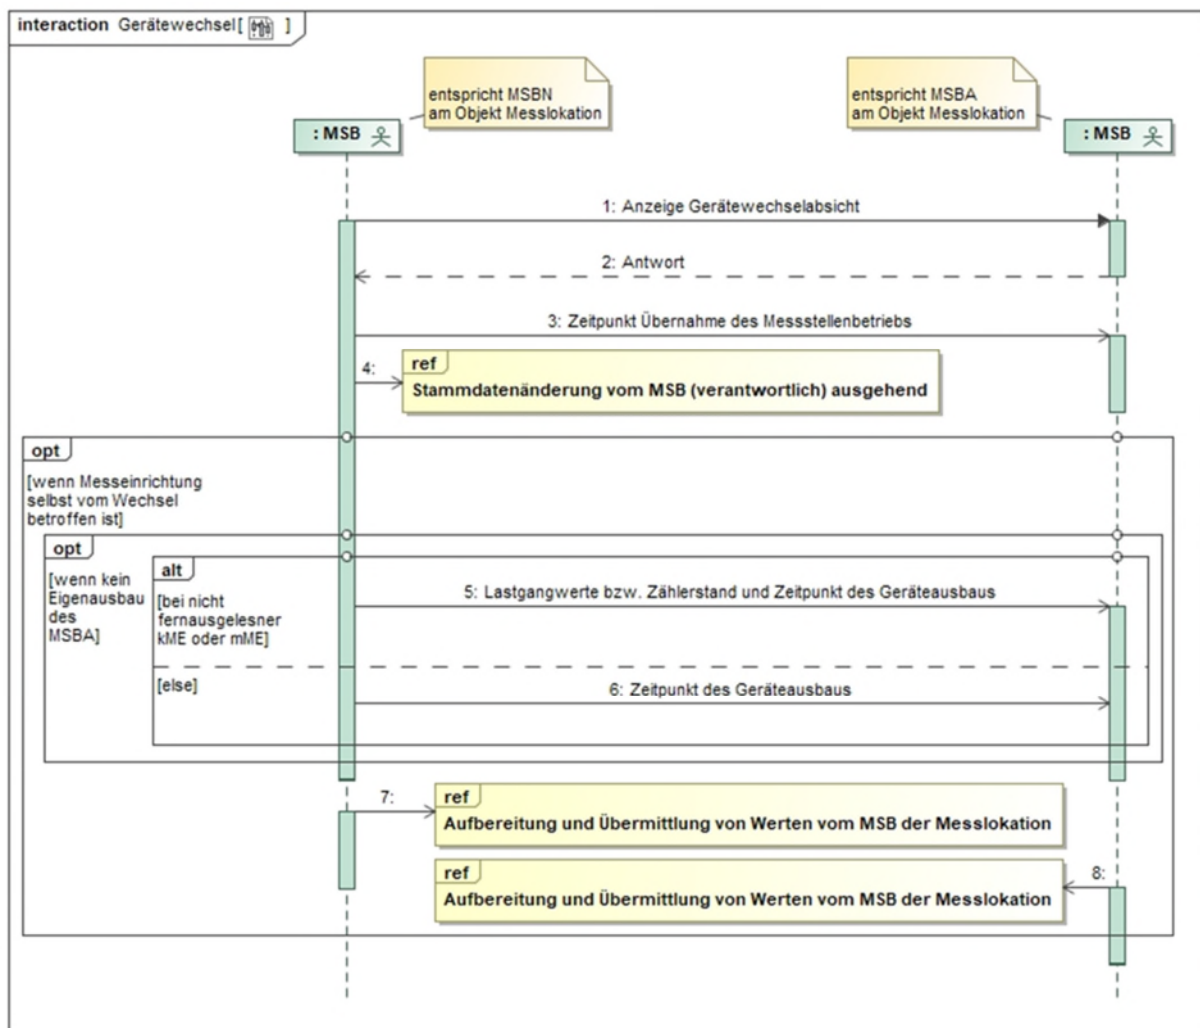 interaction Gerätewechsel[ ]
entspricht MSBN
am Objekt Messlokation
entspricht MSBA
am Objekt Messlokation
: MSB
: MSB
1: Anzeige Gerätewechselabsicht
2: Antwort
3: Zeitpunkt Übernahme des Messstellenbetriebs
4:
ref
Stammdatenänderung vom MSB (verantwortlich) ausgehend
opt
[wenn Messeinrichtung
selbst vom Wechsel
betroffen ist]
opt
[wenn kein
Eigenausbau
des
MSBA]
alt
[bei nicht
fernausgelesner
kME oder mME]
5: Lastgangwerte bzw. Zählerstand und Zeitpunkt des Geräteausbaus
[else]
6: Zeitpunkt des Geräteausbaus
7:
ref
Aufbereitung und Übermittlung von Werten vom MSB der Messlokation
ref
Aufbereitung und Übermittlung von Werten vom MSB der Messlokation
8: